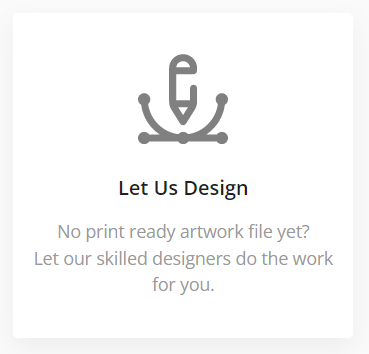 Let Us Design
No print ready artwork file yet?
Let our skilled designers do the work
for you.